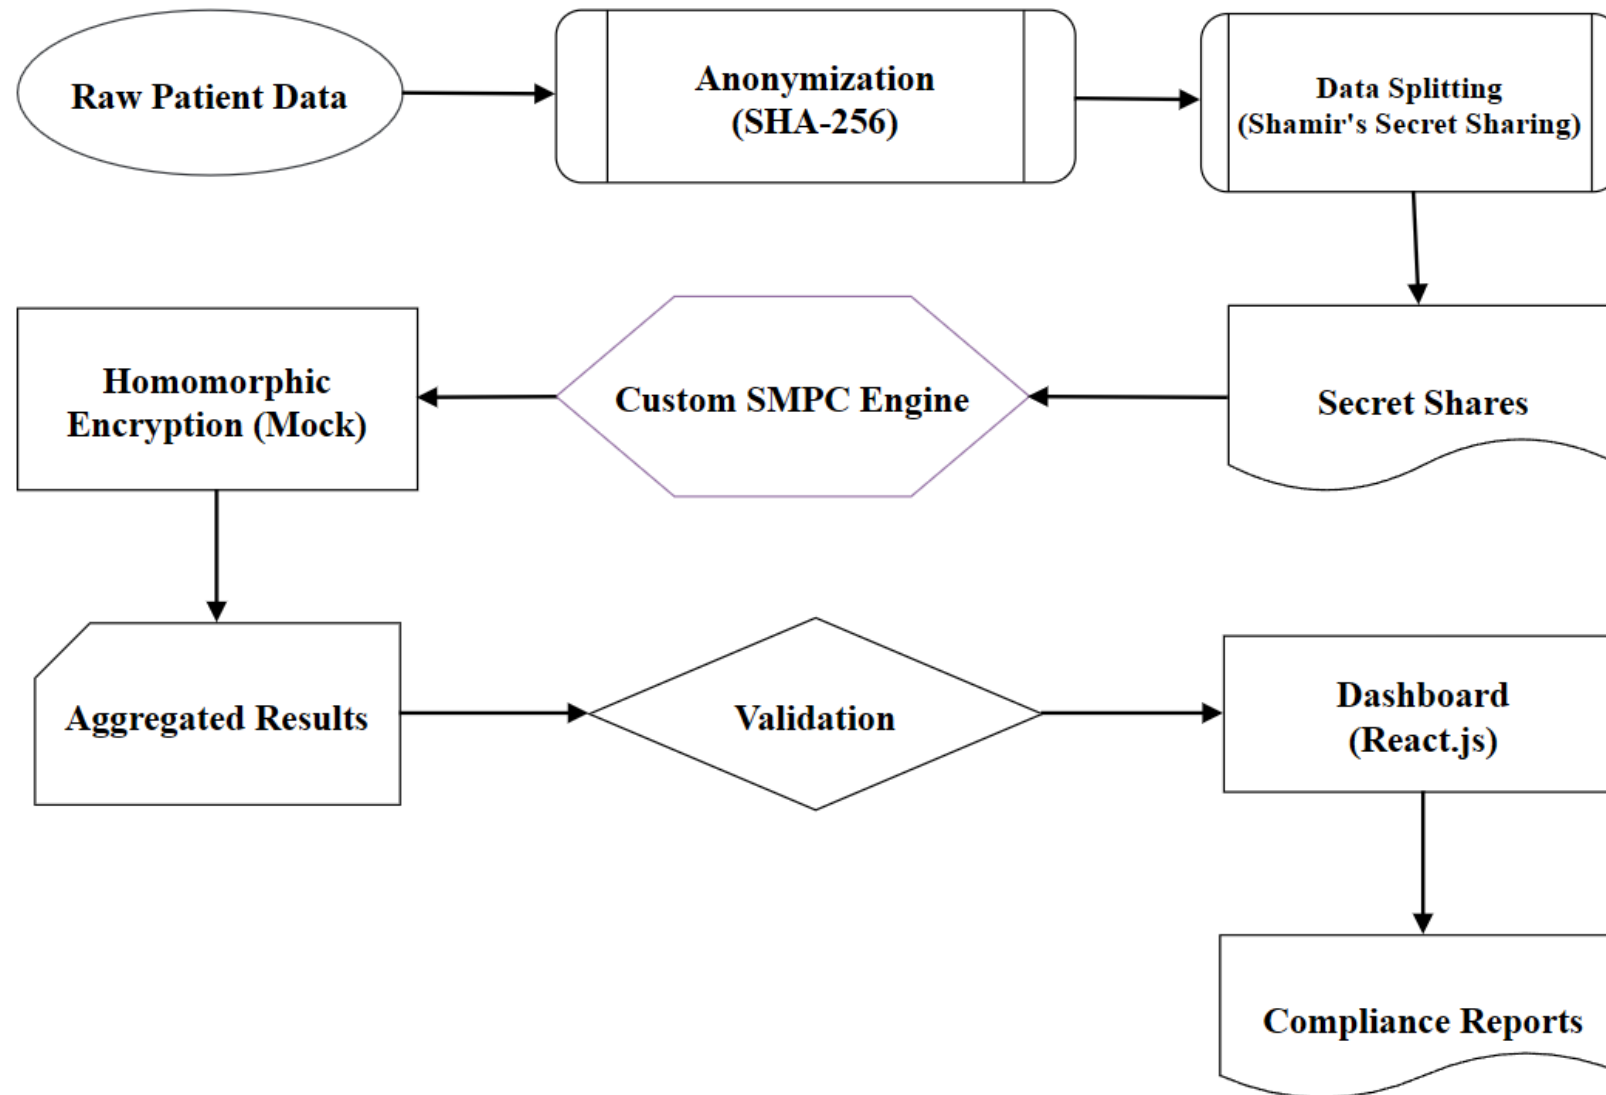 Raw Patient Data
Anonymization
(SHA-256)
Data Splitting
(Shamir's Secret Sharing)
Homomorphic
Encryption (Mock)
Custom SMPC Engine
Secret Shares
Aggregated Results
Validation
Dashboard
(React.js)
Compliance Reports